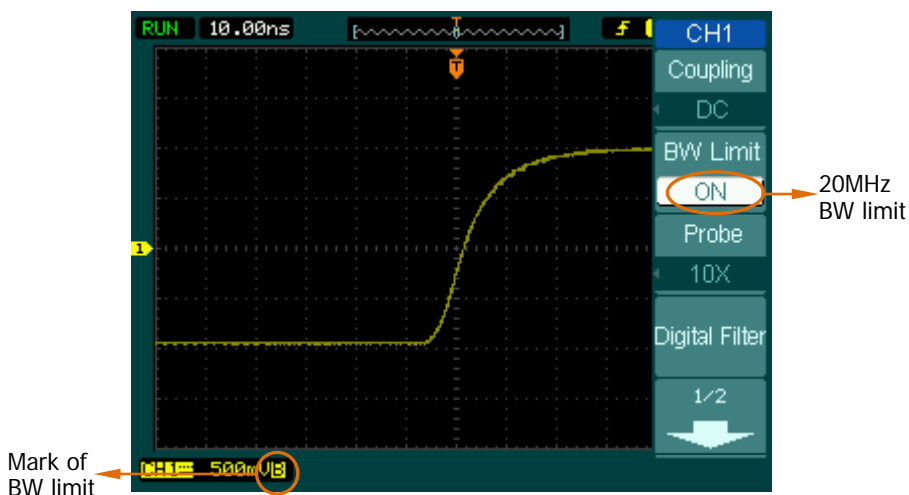 RUN 10.00ns T CH1
T
Coupling
DC
BW Limit
ON
20MHz
BW limit
Probe
1
10X
Digital Filter
1/2
CH1 500mV B
Mark of
BW limit